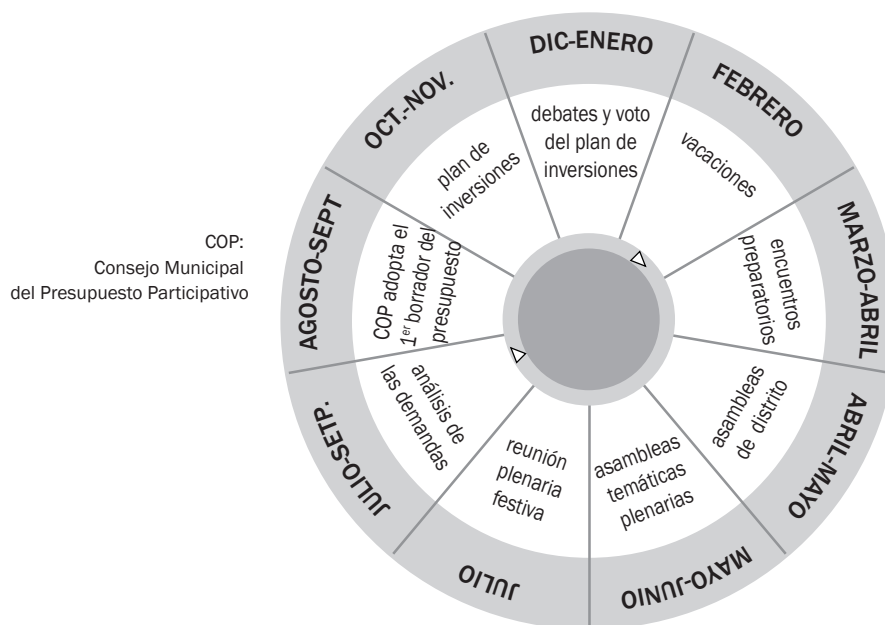 DIC-ENERO
debates y voto
del plan de
inversiones
FEBRERO
vacaciones
MARZO-ABRIL
encuentros
preparatorios
ABRIL-MAYO
asambleas
de distrito
MAYO-JUNIO
asambleas
temáticas
plenarias
JULIO
reunión
plenaria
festiva
JULIO-SETP.
análisis de
las demandas
AGOSTO-SEPT
COP adopta el
1er borrador del
presupuesto
OCT.-NOV.
plan de
inversiones
COP:
Consejo Municipal
del Presupuesto Participativo